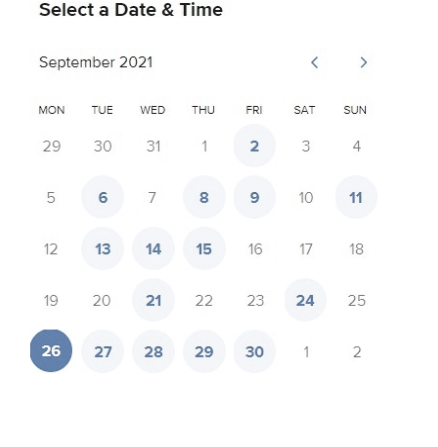 Select a Date & Time
September 2021
MON TUE WED THU FRI SAT SUN
29 30 31 1 2 3 4
5 6 7 8 9 10 11
12 13 14 15 16 17 18
19 20 21 22 23 24 25
26 27 28 29 30 1 2